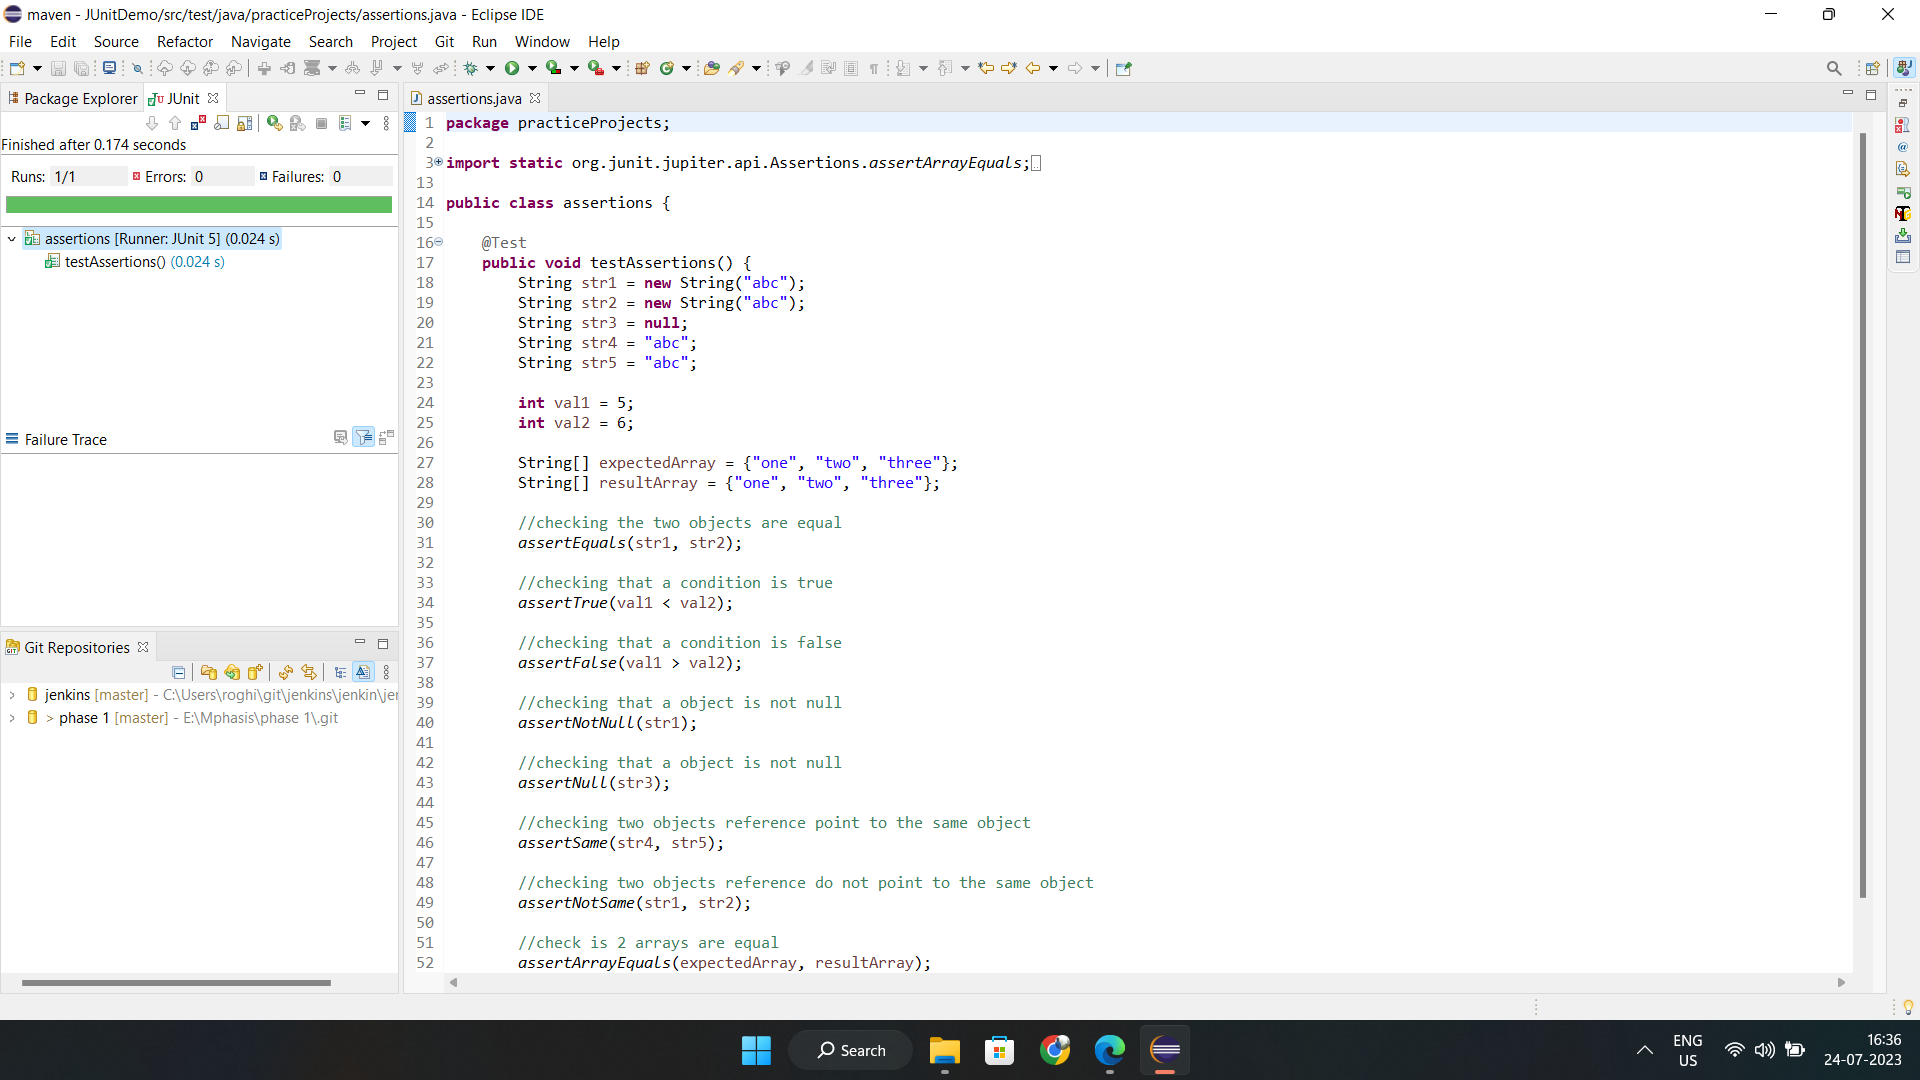 maven - JUnitDemo/src/test/java/practiceProjects/assertions.java - Eclipse IDE
File Edit Source Refactor Navigate Search Project Git Run Window Help
Package Explorer JUnit
Finished after 0.174 seconds
Runs: 1/1 Errors: 0 Failures: 0
assertions [Runner: JUnit 5] (0.024 s)
testAssertions() (0.024 s)
Failure Trace
Git Repositories
jenkins [master] - C:\Users\roghi\git\jenkins\jenkin\jer
> phase 1 [master] - E:\Mphasis\phase 1\.git
assertions.java
1 package practiceProjects;
2
3 import static org.junit.jupiter.api.Assertions.assertArrayEquals;
13
14 public class assertions {
15
16 @Test
17 public void testAssertions() {
18 String str1 = new String("abc");
19 String str2 = new String("abc");
20 String str3 = null;
21 String str4 = "abc";
22 String str5 = "abc";
23
24 int val1 = 5;
25 int val2 = 6;
26
27 String[] expectedArray = {"one", "two", "three"};
28 String[] resultArray = {"one", "two", "three"};
29
30 //checking the two objects are equal
31 assertEquals(str1, str2);
32
33 //checking that a condition is true
34 assertTrue(val1 < val2);
35
36 //checking that a condition is false
37 assertFalse(val1 > val2);
38
39 //checking that a object is not null
40 assertNotNull(str1);
41
42 //checking that a object is not null
43 assertNull(str3);
44
45 //checking two objects reference point to the same object
46 assertSame(str4, str5);
47
48 //checking two objects reference do not point to the same object
49 assertNotSame(str1, str2);
50
51 //check is 2 arrays are equal
52 assertArrayEquals(expectedArray, resultArray);
Search
ENG
US
16:36
24-07-2023